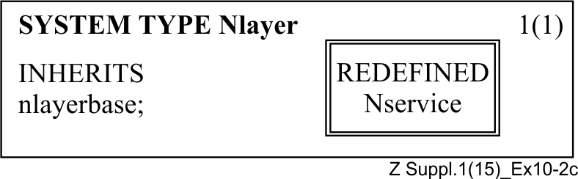 SYSTEM TYPE Nlayer 1(1)
INHERITS
nlayerbase;
REDEFINED
Nservice
Z Suppl.1(15)_Ex10-2c